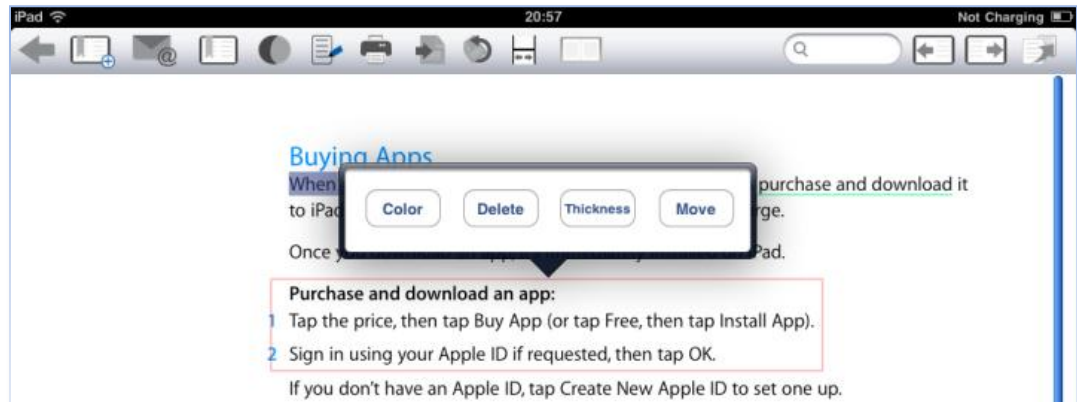 iPad 20:57 Not Charging
@
Buying Apps
When purchase and download it
to iPad rge.
Once y Pad.
Color Delete Thickness Move
Purchase and download an app:
1 Tap the price, then tap Buy App (or tap Free, then tap Install App).
2 Sign in using your Apple ID if requested, then tap OK.
If you don't have an Apple ID, tap Create New Apple ID to set one up.